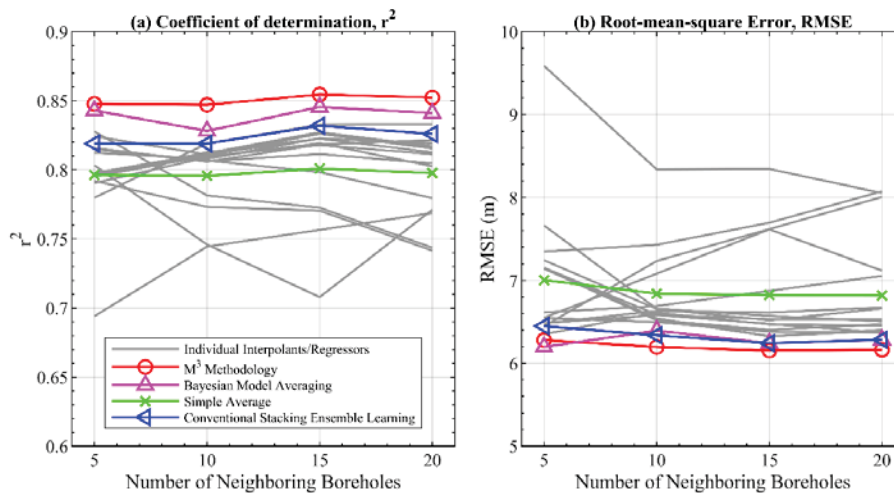 (a) Coefficient of determination, r²
0.9
0.85
0.8
0.75
0.7
0.65
0.6
r²
5
10
15
20
Number of Neighboring Boreholes
Individual Interpolants/Regressors
M³ Methodology
Bayesian Model Averaging
Simple Average
Conventional Stacking Ensemble Learning
(b) Root-mean-square Error, RMSE
10
9
8
7
6
5
RMSE (m)
5
10
15
20
Number of Neighboring Boreholes